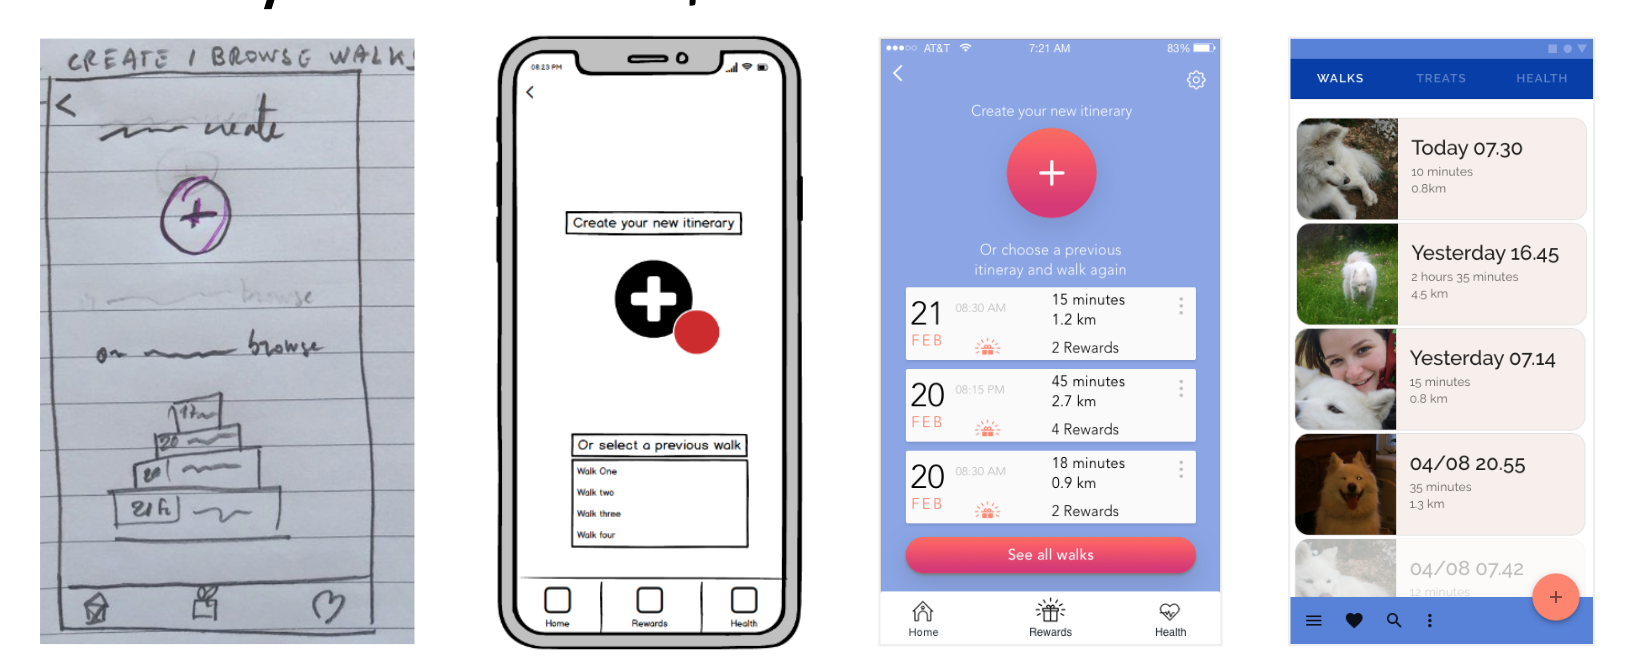 CREATE / BROWSE WALKS
create
browse
or browse
20
20
21 f
08:23 PM
Create your new itinerary
Or select a previous walk
Walk One
Walk two
Walk three
Walk four
Home Rewards Health
AT&T 7:21 AM 83%
Create your new itinerary
Or choose a previous
itineray and walk again
21 08:30 AM 15 minutes
1.2 km
FEB 2 Rewards
20 08:15 PM 45 minutes
2.7 km
FEB 4 Rewards
20 08:30 AM 18 minutes
0.9 km
FEB 2 Rewards
See all walks
Home Rewards Health
WALKS TREATS HEALTH
Today 07.30
10 minutes
0.8km
Yesterday 16.45
2 hours 35 minutes
4.5 km
Yesterday 07.14
15 minutes
0.8 km
04/08 20.55
35 minutes
1.3 km
04/08 07.42
12 minutes